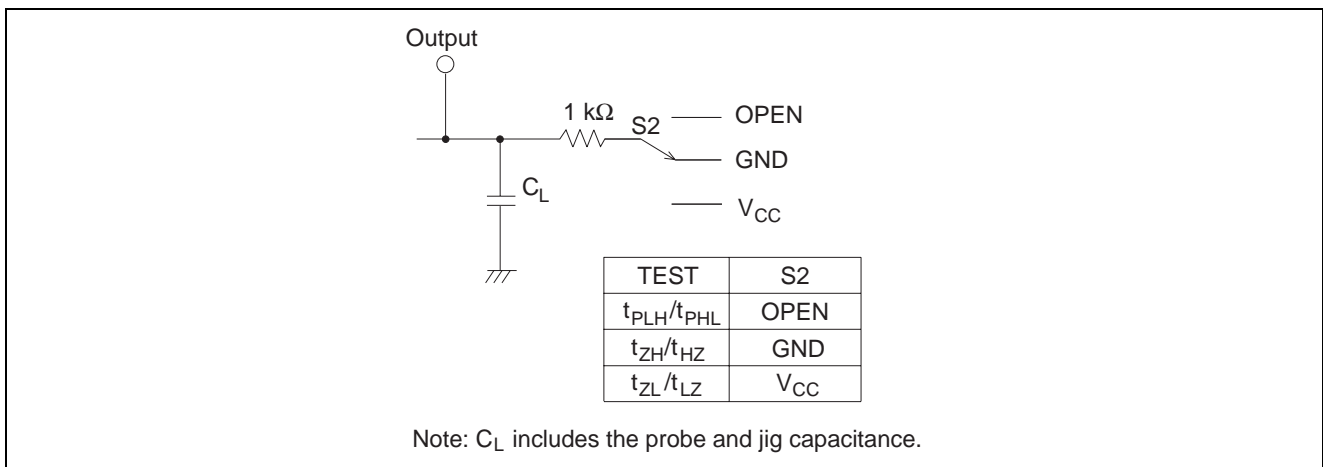 Output
1 kΩ
S2
OPEN
GND
V_CC
C_L
TEST S2
t_PLH/t_PHL OPEN
t_ZH/t_HZ GND
t_ZL/t_LZ V_CC
Note: C_L includes the probe and jig capacitance.